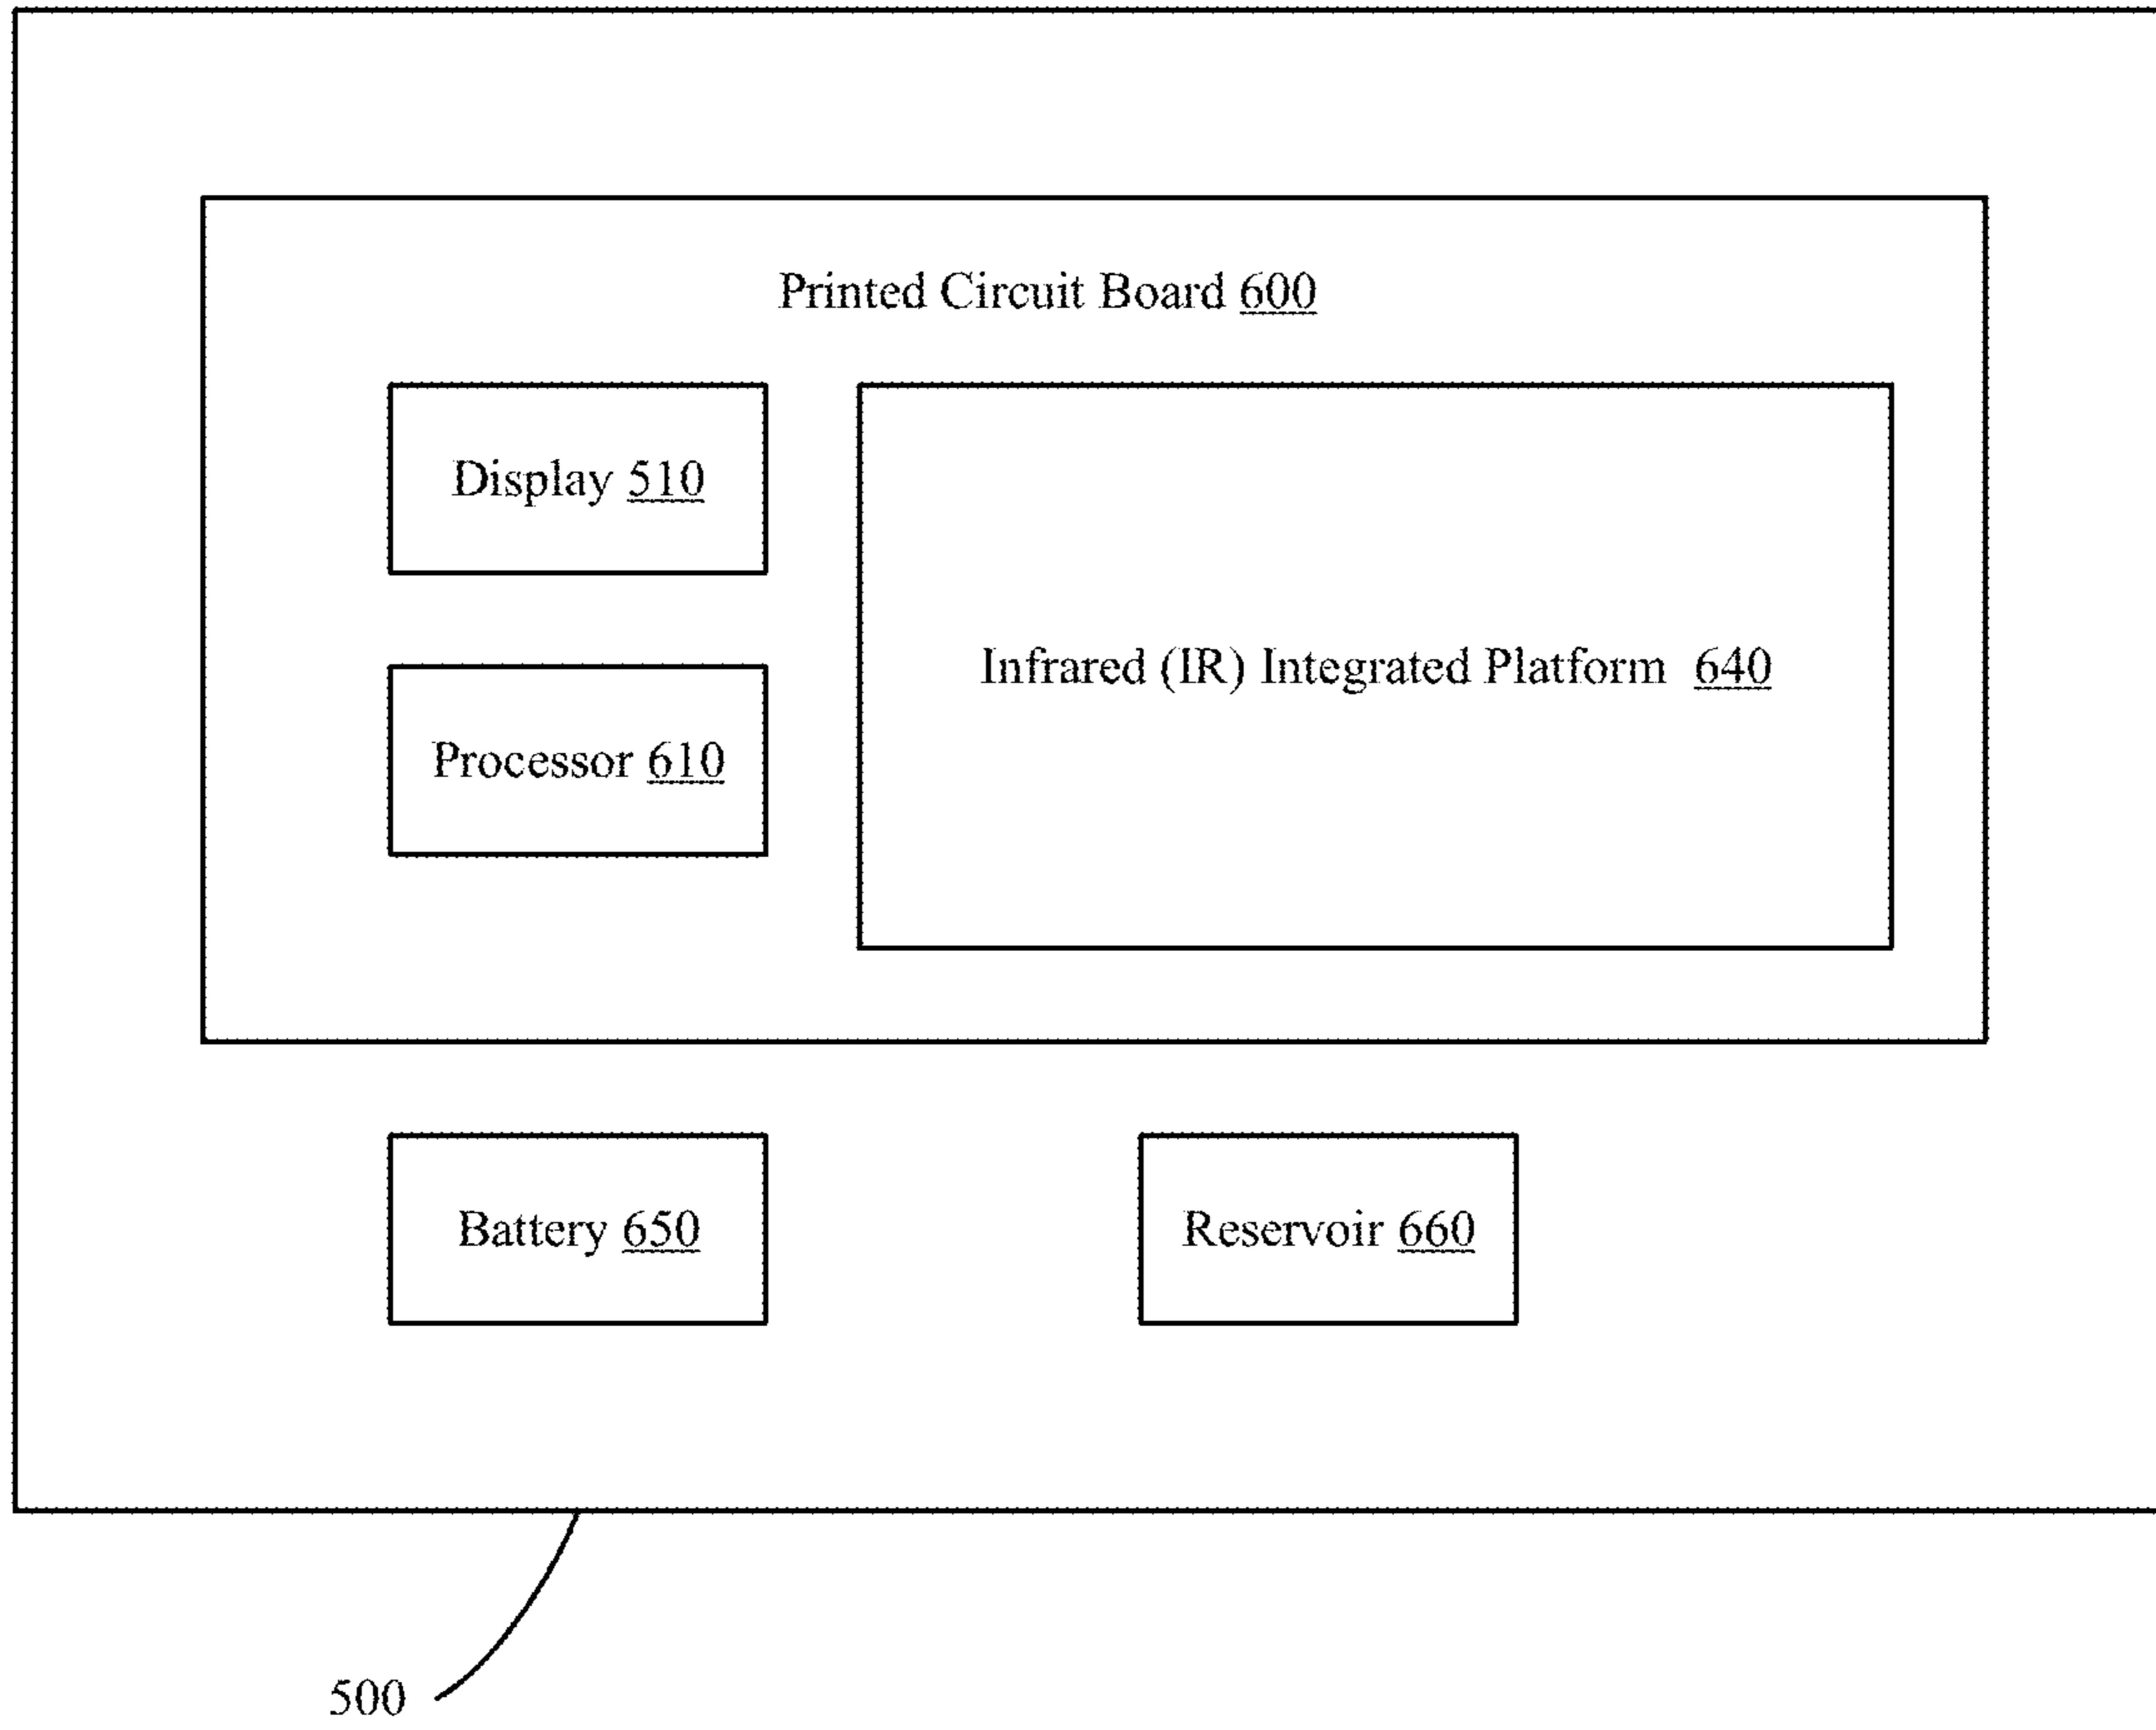 Printed Circuit Board 600
Display 510
Infrared (IR) Integrated Platform 640
Processor 610
Battery 650
Reservoir 660
500